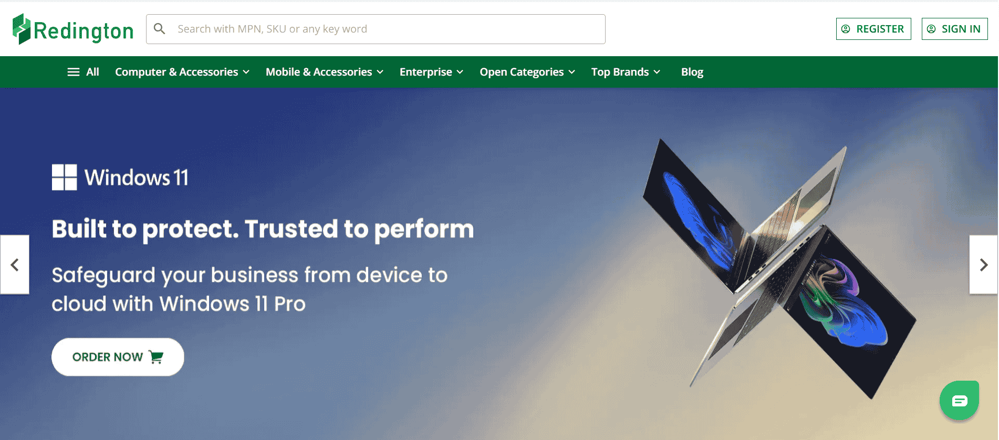 Redington
Search with MPN, SKU or any key word
REGISTER
SIGN IN
All
Computer & Accessories
Mobile & Accessories
Enterprise
Open Categories
Top Brands
Blog
Windows 11
Built to protect. Trusted to perform
Safeguard your business from device to
cloud with Windows 11 Pro
ORDER NOW